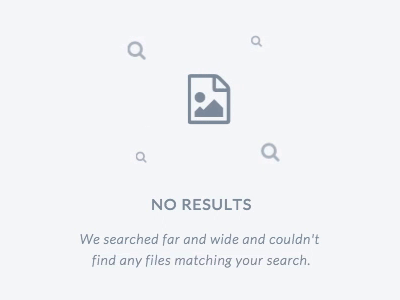 NO RESULTS
We searched far and wide and couldn't
find any files matching your search.